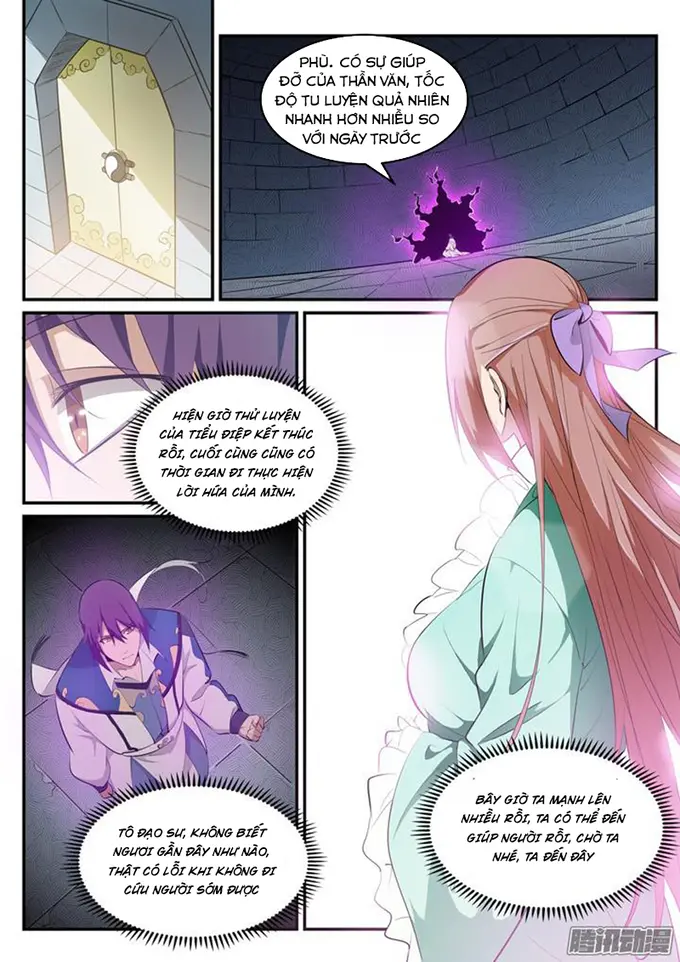 PHÙ. CÓ SỰ GIÚP
ĐỠ CỦA THẦN VĂN, TỐC
ĐỘ TU LUYỆN QUẢ NHIÊN
NHANH HƠN NHIỀU SO
VỚI NGÀY TRƯỚC
HIỆN GIỜ THỬ LUYỆN
CỦA TIỂU ĐIỆP KẾT THÚC
RỒI, CUỐI CÙNG CŨNG CÓ
THỜI GIAN ĐI THỰC HIỆN
LỜI HỨA CỦA MÌNH.
TÔ ĐẠO SƯ, KHÔNG BIẾT
NGƯƠI GẦN ĐÂY NHƯ NÀO,
THẬT CÓ LỖI KHI KHÔNG ĐI
CỨU NGƯỜI SỚM ĐƯỢC
BÂY GIỜ TA MẠNH LÊN
NHIỀU RỒI, TA CÓ THỂ ĐẾN
GIÚP NGƯỜI RỒI, CHỜ TA
NHÉ, TA ĐẾN ĐÂY
腾讯动漫